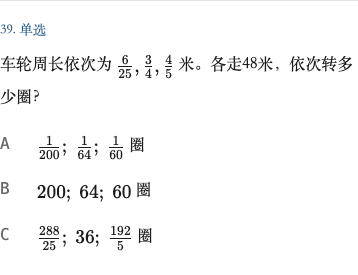 39. 单选
车轮周长依次为 6/25, 3/4, 4/5 米。各走48米，依次转多
少圈?
A 1/200; 1/64; 1/60 圈
B 200; 64; 60 圈
C 288/25; 36; 192/5 圈